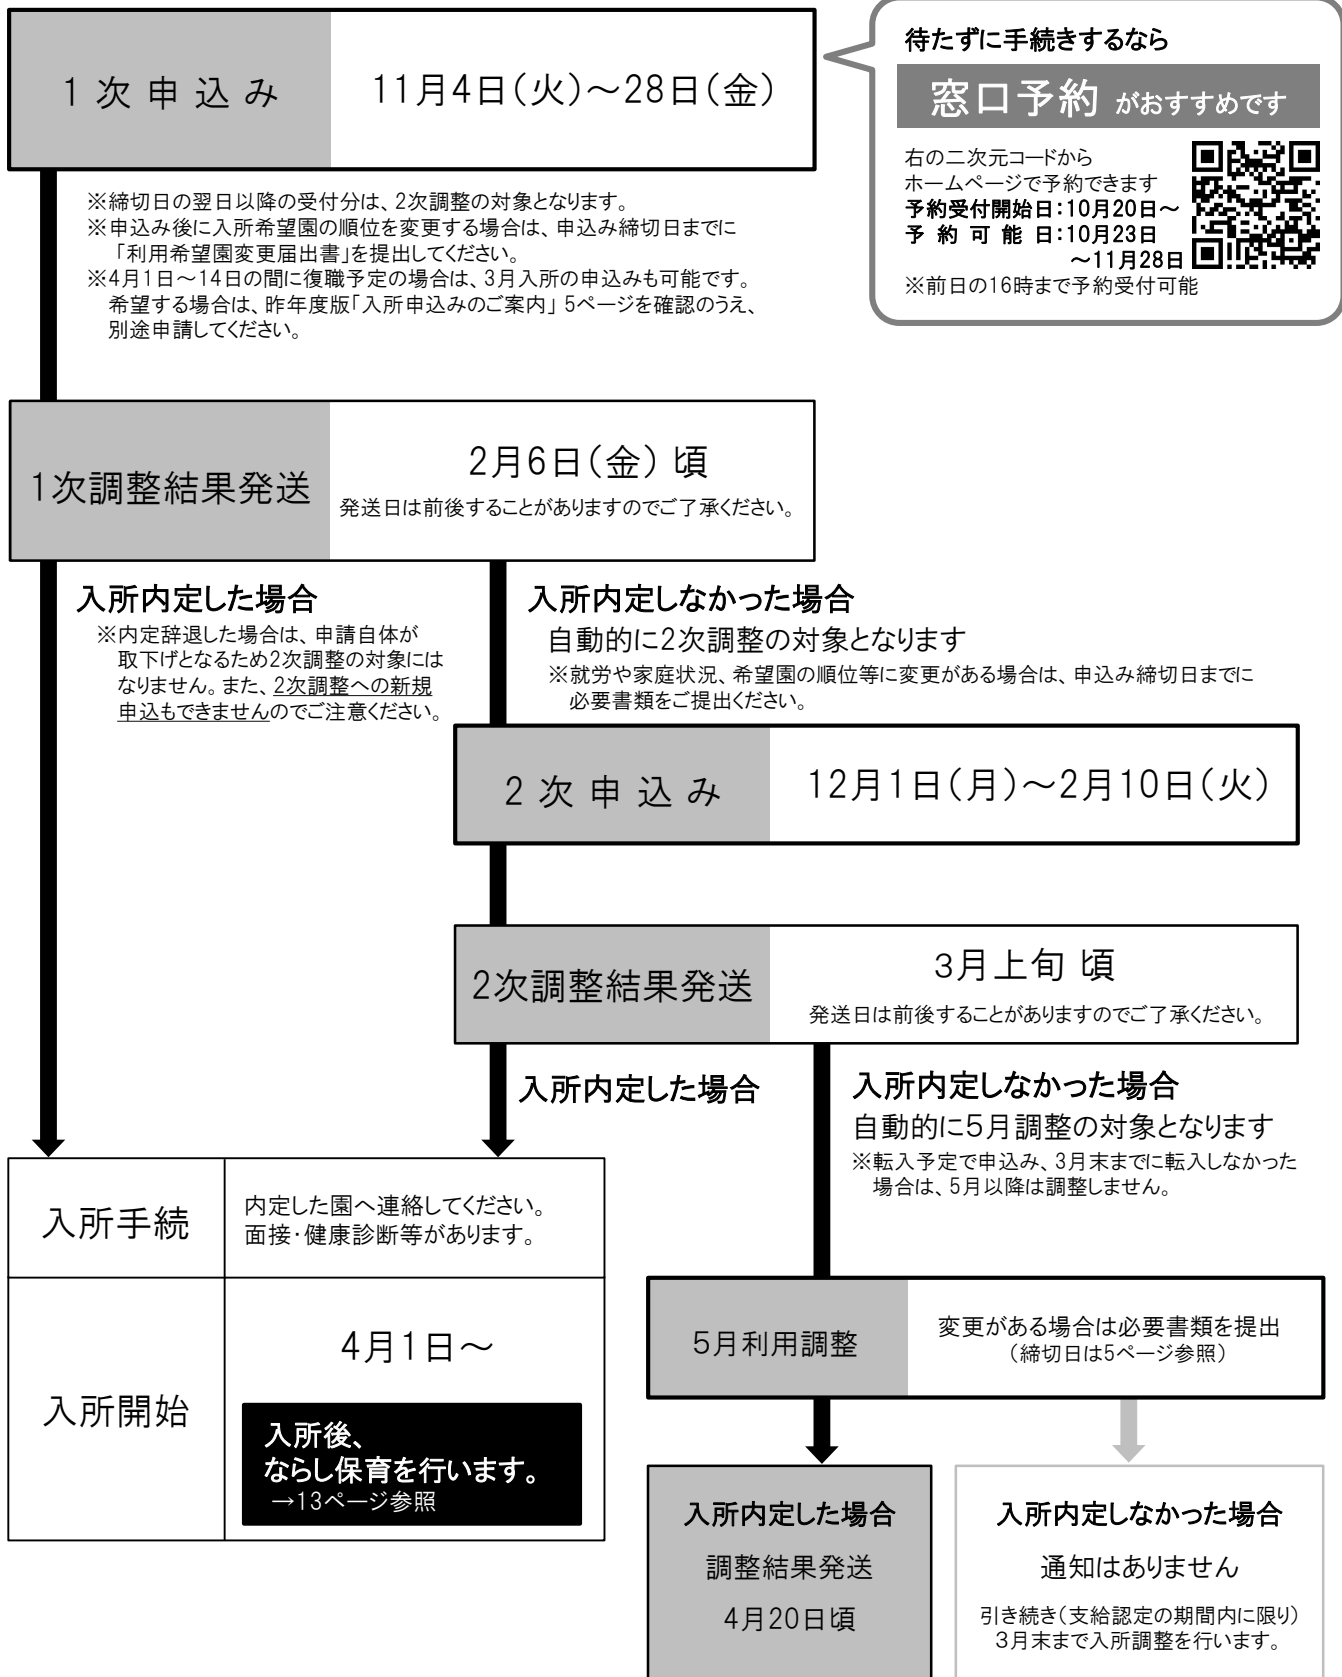 1次申込み
11月4日(火)～28日(金)
待たずに手続きするなら
窓口予約 がおすすめです
右の二次元コードから
ホームページで予約できます
予約受付開始日：10月20日～
予約可能日：10月23日
～11月28日
※前日の16時まで予約受付可能
※締切日の翌日以降の受付分は、2次調整の対象となります。
※申込み後に入所希望園の順位を変更する場合は、申込み締切日までに
「利用希望園変更届出書」を提出してください。
※4月1日～14日の間に復職予定の場合は、3月入所の申込みも可能です。
希望する場合は、昨年度版「入所申込みのご案内」 5ページを確認のうえ、
別途申請してください。
1次調整結果発送
2月6日(金) 頃
発送日は前後することがありますのでご了承ください。
入所内定した場合
※内定辞退した場合は、申請自体が
取下げとなるため2次調整の対象には
なりません。また、2次調整への新規
申込もできませんのでご注意ください。
入所内定しなかった場合
自動的に2次調整の対象となります
※就労や家庭状況、希望園の順位等に変更がある場合は、申込み締切日までに
必要書類をご提出ください。
2次申込み
12月1日(月)～2月10日(火)
2次調整結果発送
3月上旬 頃
発送日は前後することがありますのでご了承ください。
入所内定した場合
入所内定しなかった場合
自動的に5月調整の対象となります
※転入予定で申込み、3月末までに転入しなかった
場合は、5月以降は調整しません。
入所手続
内定した園へ連絡してください。
面接・健康診断等があります。
入所開始
4月1日～
入所後、
ならし保育を行います。
→13ページ参照
5月利用調整
変更がある場合は必要書類を提出
(締切日は5ページ参照)
入所内定した場合
調整結果発送
4月20日頃
入所内定しなかった場合
通知はありません
引き続き(支給認定の期間内に限り)
3月末まで入所調整を行います。